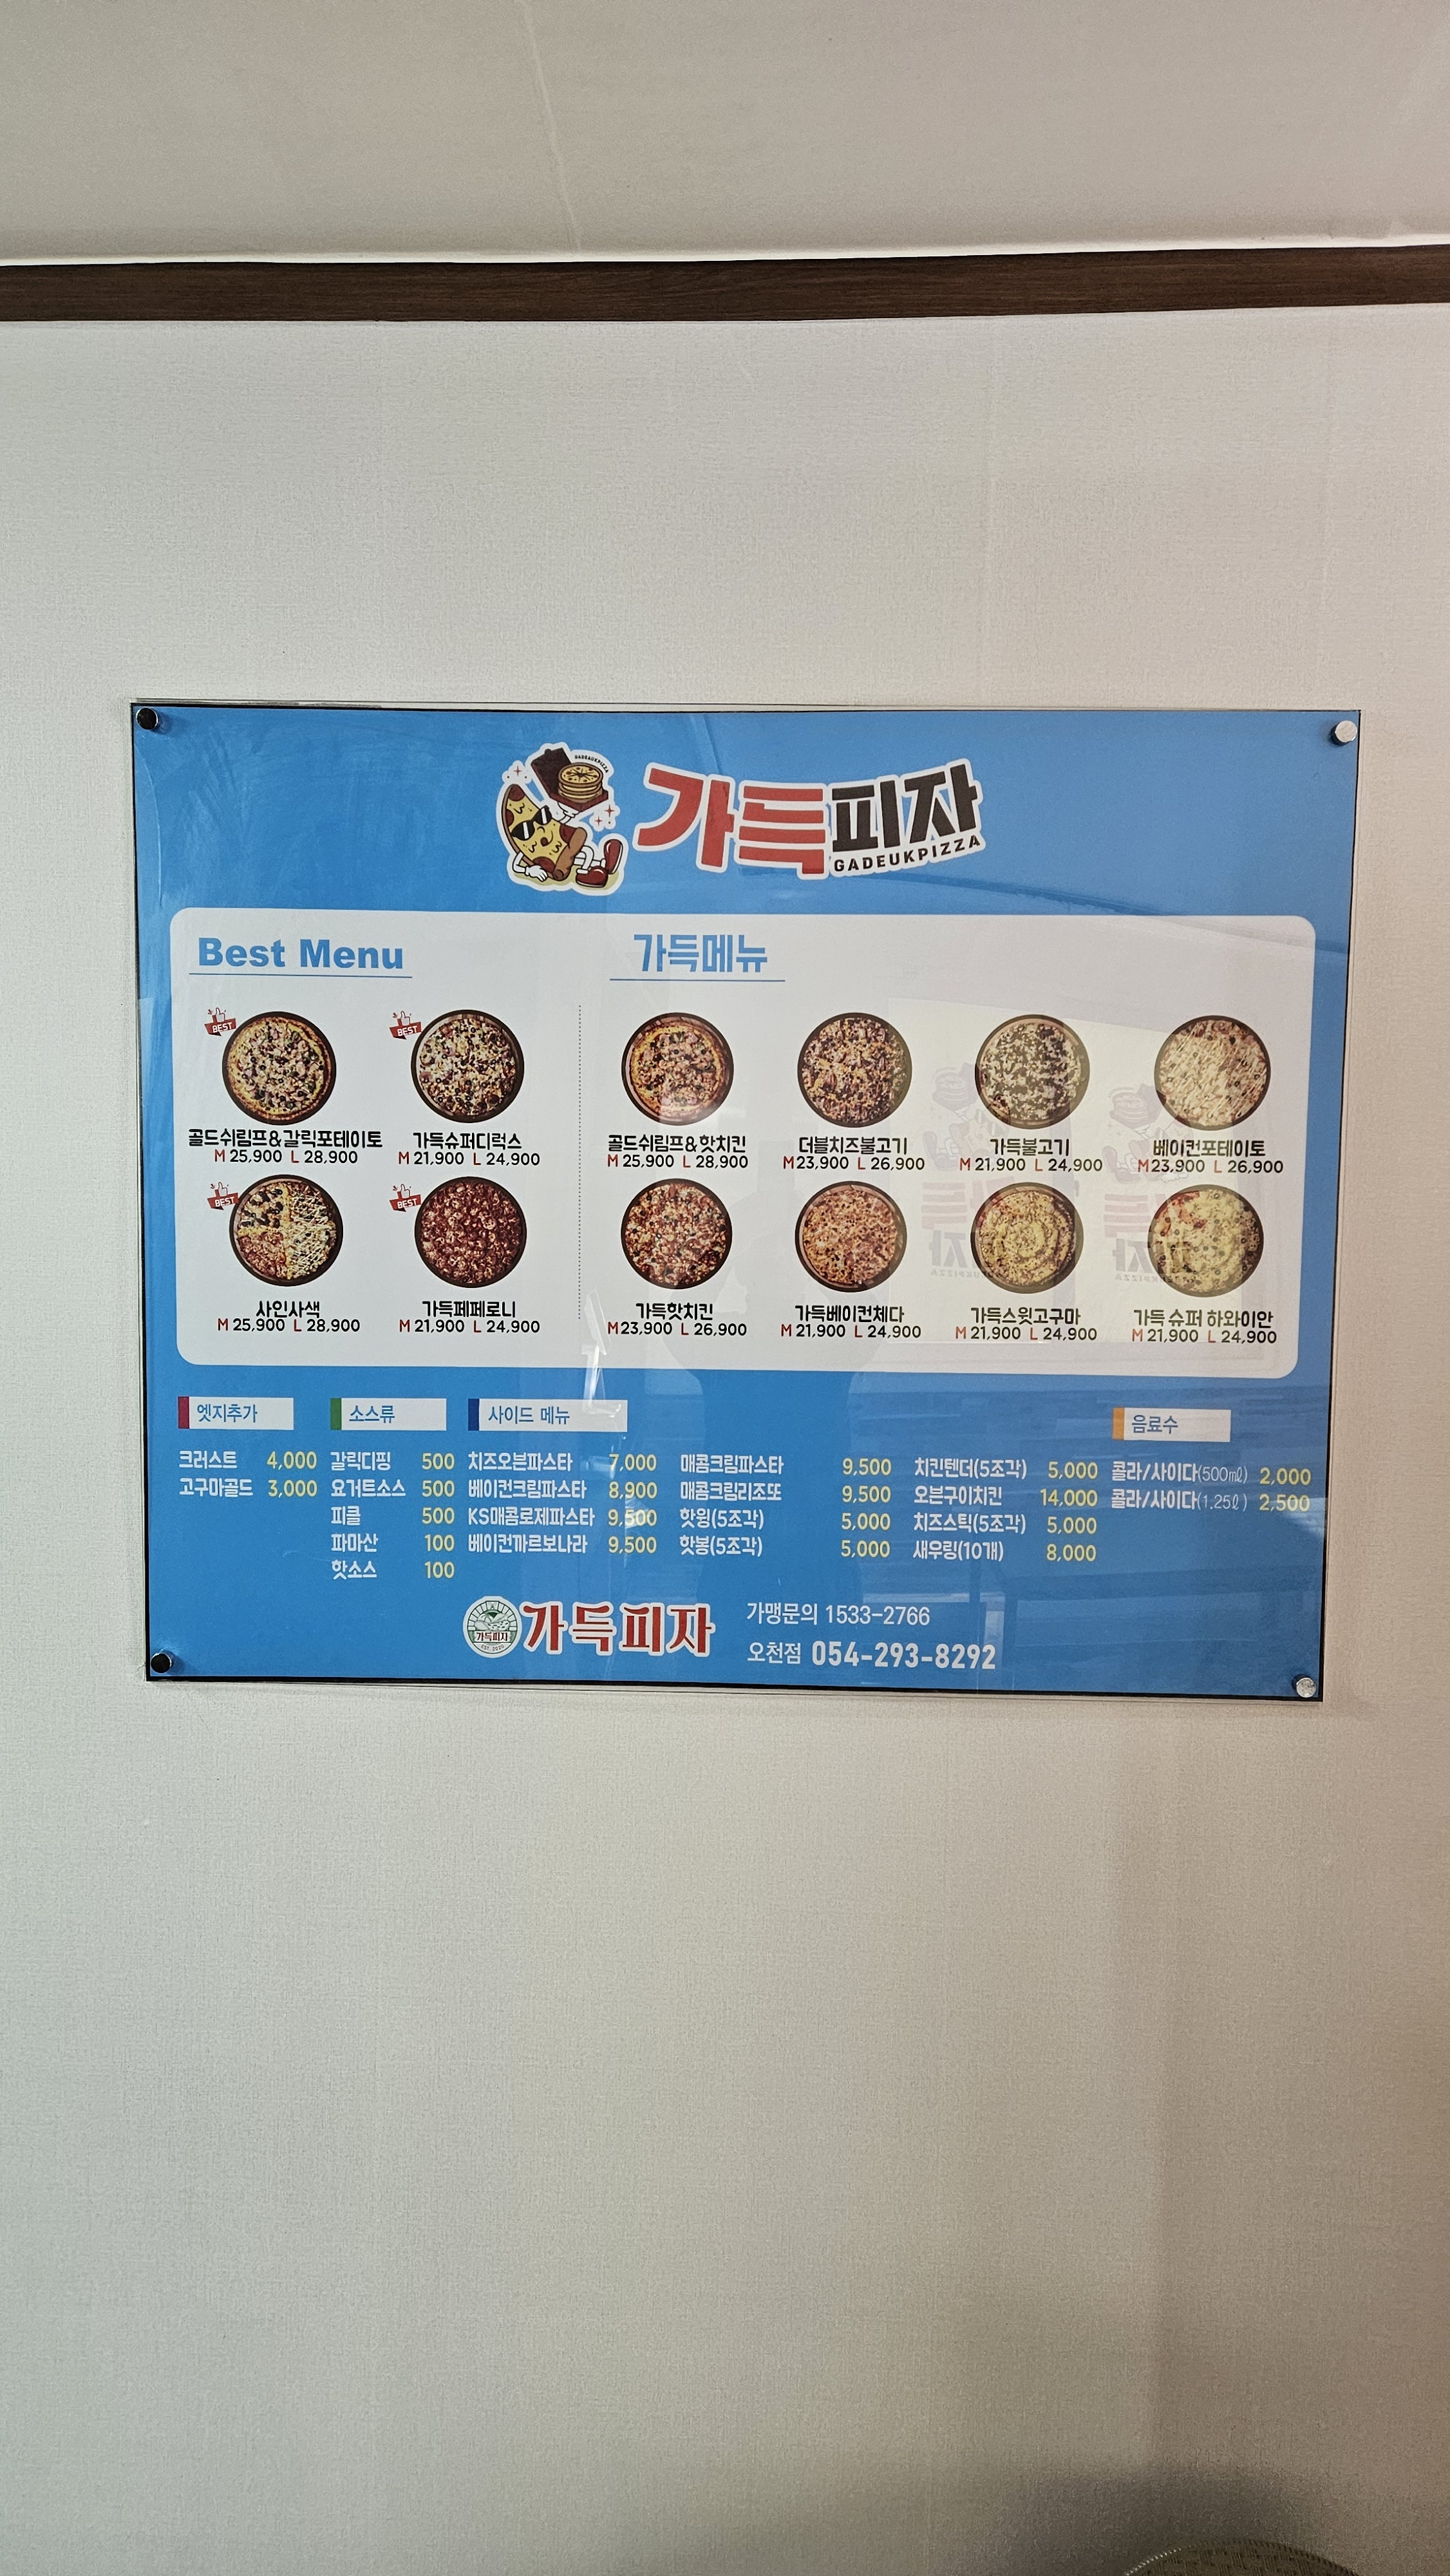 GADEUKPIZZA
가득피자
GADEUKPIZZA
Best Menu
가득메뉴
BEST
BEST
골드쉬림프&갈릭포테이토
M 25,900 L 28,900
가득슈퍼디럭스
M 21,900 L 24,900
골드쉬림프&핫치킨
M 25,900 L 28,900
더블치즈불고기
M 23,900 L 26,900
가득불고기
M 21,900 L 24,900
베이컨포테이토
M 23,900 L 26,900
BEST
BEST
사인사색
M 25,900 L 28,900
가득페페로니
M 21,900 L 24,900
가득핫치킨
M 23,900 L 26,900
가득베이컨체다
M 21,900 L 24,900
가득스윗고구마
M 21,900 L 24,900
가득 슈퍼 하와이안
M 21,900 L 24,900
엣지추가
크러스트 4,000
고구마골드 3,000
소스류
갈릭디핑 500
요거트소스 500
피클 500
파마산 100
핫소스 100
사이드 메뉴
치즈오븐파스타 7,000
베이컨크림파스타 8,900
KS매콤로제파스타 9,500
베이컨까르보나라 9,500
매콤크림파스타 9,500
매콤크림리조또 9,500
핫윙(5조각) 5,000
핫봉(5조각) 5,000
치킨텐더(5조각) 5,000
오븐구이치킨 14,000
치즈스틱(5조각) 5,000
새우링(10개) 8,000
음료수
콜라/사이다(500㎖) 2,000
콜라/사이다(1.25ℓ) 2,500
가득피자
가득피자
가맹문의 1533-2766
오천점 054-293-8292